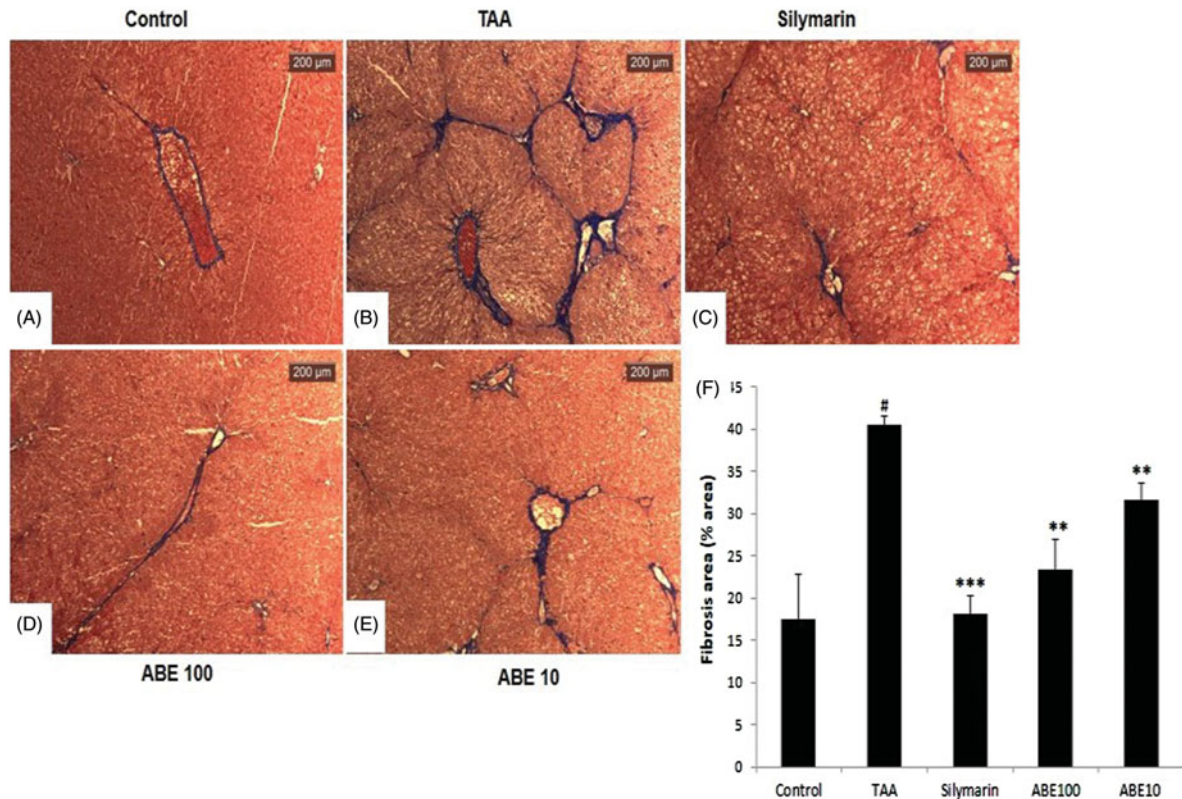 Control
TAA
Silymarin
200 µm
200 µm
200 µm
(A)
(B)
(C)
200 µm
200 µm
(D)
(E)
ABE 100
ABE 10
(F)
Fibrosis area (% area)
45
40
35
30
25
20
15
10
5
0
#
***
**
**
Control
TAA
Silymarin
ABE100
ABE10